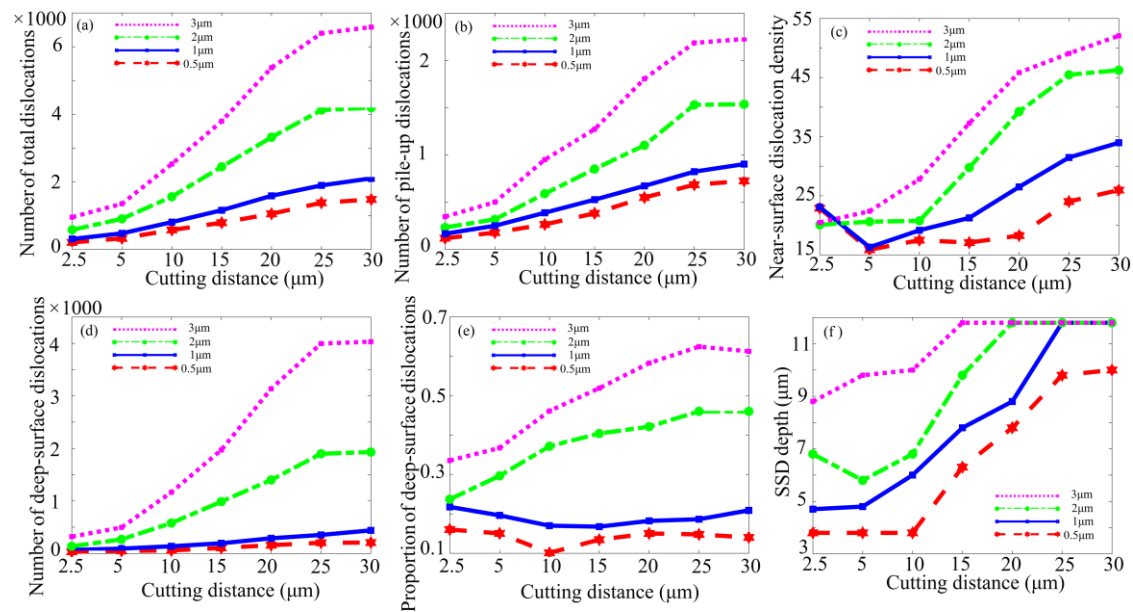 ×1000
(a)
3μm
2μm
1μm
0.5μm
6
4
2
0
Number of total dislocations
2.5 5 10 15 20 25 30
Cutting distance (μm)
×1000
(b)
3μm
2μm
1μm
0.5μm
2
1
0
Number of pile-up dislocations
2.5 5 10 15 20 25 30
Cutting distance (μm)
(c)
3μm
2μm
1μm
0.5μm
55
45
35
25
15
Near-surface dislocation density
2.5 5 10 15 20 25 30
Cutting distance (μm)
×1000
(d)
3μm
2μm
1μm
0.5μm
4
3
2
1
0
Number of deep-surface dislocations
2.5 5 10 15 20 25 30
Cutting distance (μm)
(e)
3μm
2μm
1μm
0.5μm
0.7
0.5
0.3
0.1
Proportion of deep-surface dislocations
2.5 5 10 15 20 25 30
Cutting distance (μm)
(f)
11
9
7
5
3
SSD depth (μm)
3μm
2μm
1μm
0.5μm
2.5 5 10 15 20 25 30
Cutting distance (μm)